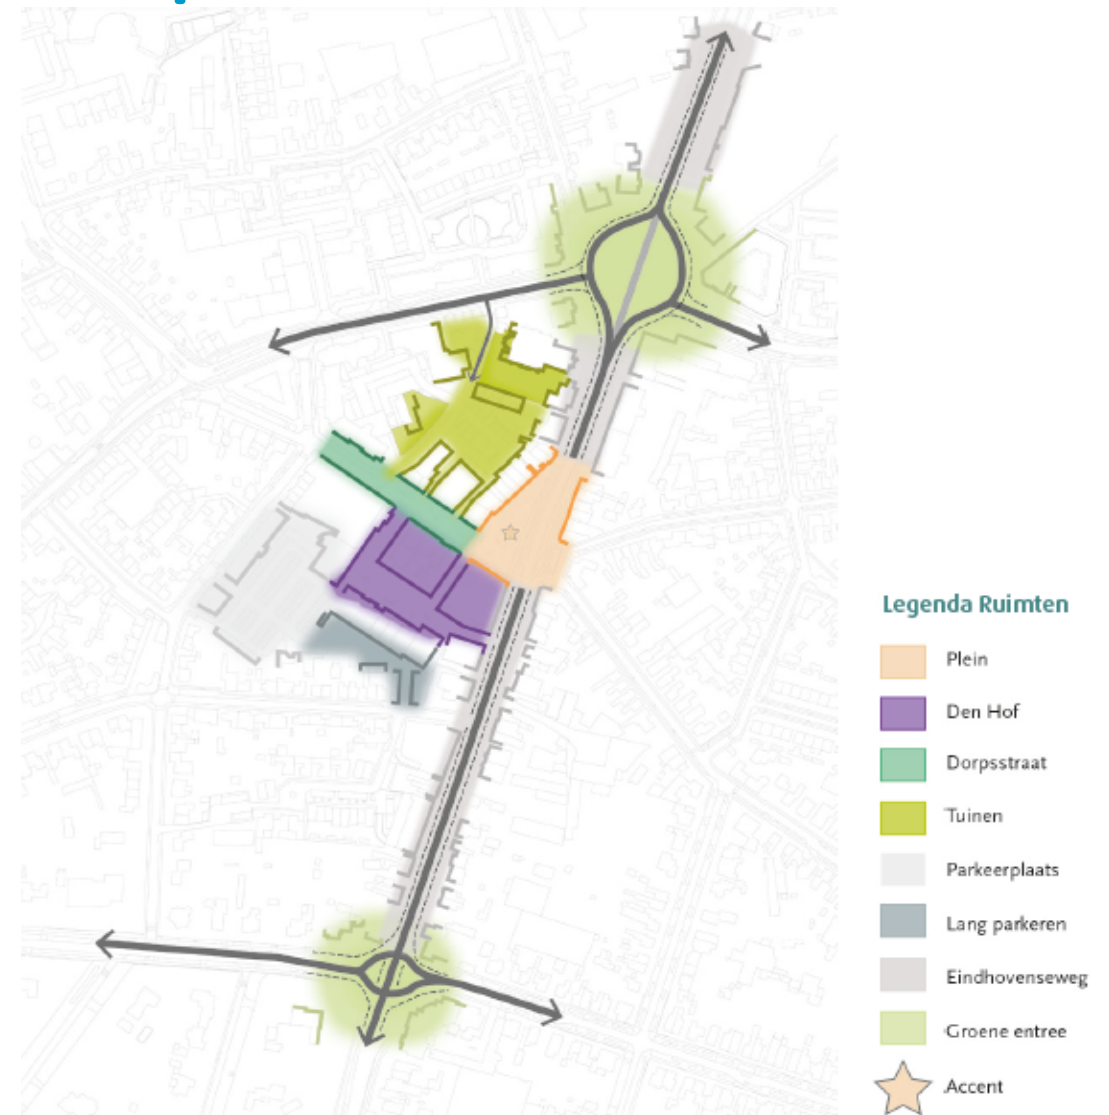 Legenda Ruimten
Plein
Den Hof
Dorpsstraat
Tuinen
Parkeerplaats
Lang parkeren
Eindhovenseweg
Groene entree
Accent